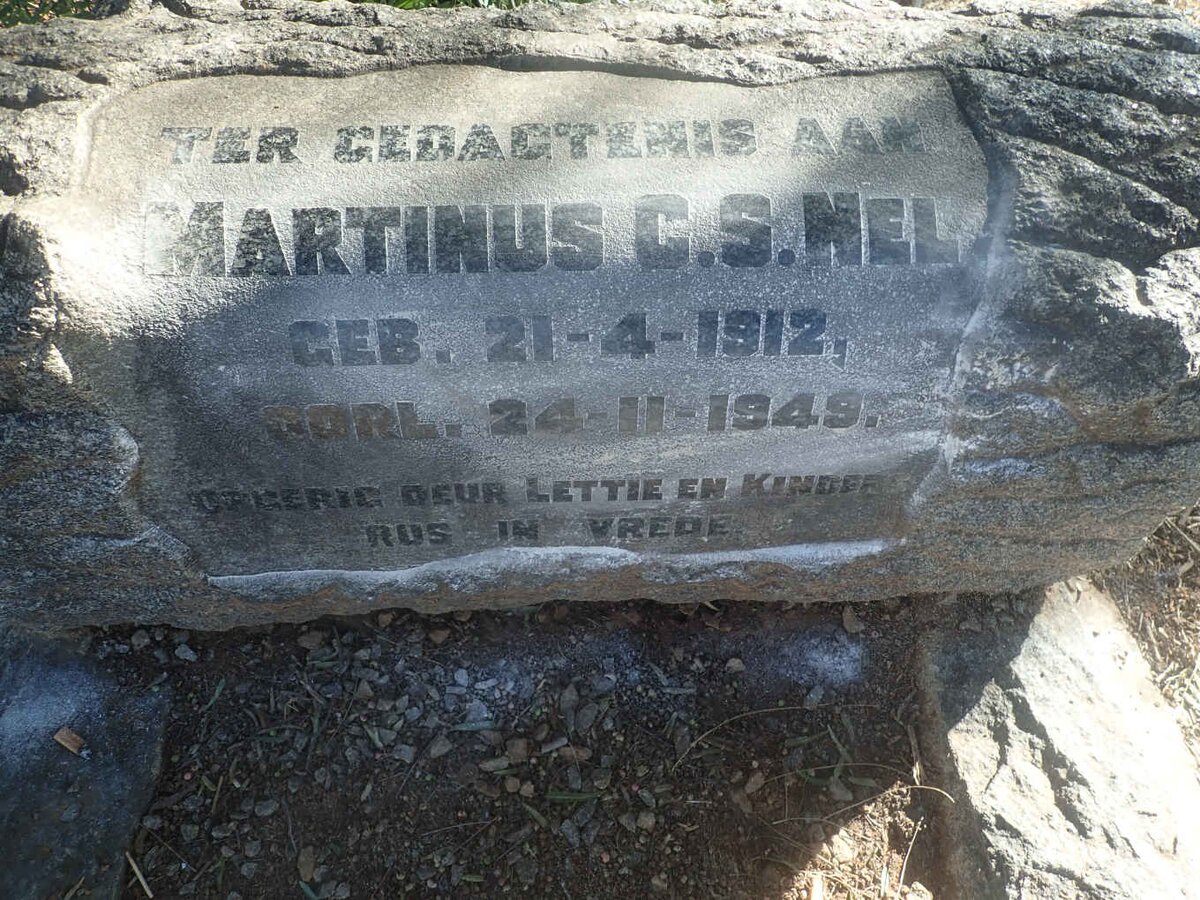 TER GEDAGTENIS AAN
MARTINUS C.S. NEL
GEB. 21-4-1912,
OORL. 24-11-1949.
OPGERIG DEUR LETTIE EN KINDER
RUS IN VREDE